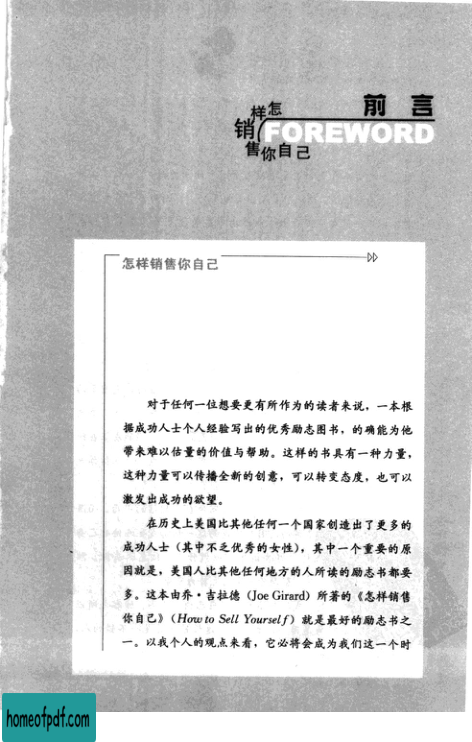 前言
FOREWORD
怎样销售你自己
怎样销售你自己
对于任何一位想要更有所作为的读者来说，一本根
据成功人士个人经验写出的优秀励志图书，的确能为他
带来难以估量的价值与帮助。这样的书具有一种力量，
这种力量可以传播全新的创意，可以转变态度，也可以
激发出成功的欲望。
在历史上美国比其他任何一个国家创造出了更多的
成功人士（其中不乏优秀的女性），其中一个重要的原
因就是，美国人比其他任何地方的人所读的励志书都要
多。这本由乔·吉拉德（Joe Girard）所著的《怎样销售
你自己》（How to Sell Yourself）就是最好的励志书之
一。以我个人的观点来看，它必将会成为我们这一个时
homeofpdf.com